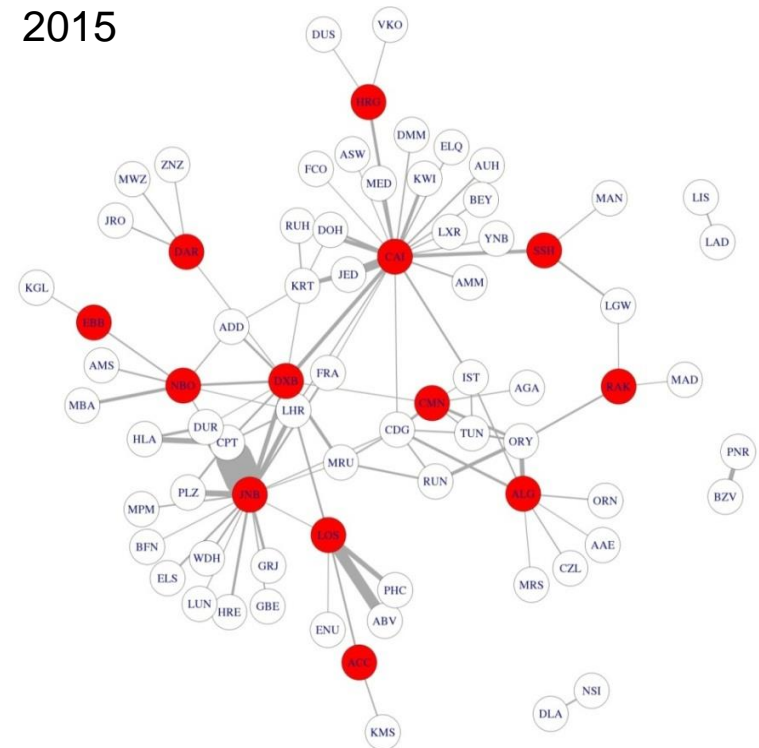 2015
DUS
VKO
HRG
DMM
ASW
ELQ
FCO
MED
KWI
AUH
ZNZ
MWZ
BEY
MAN
LIS
JRO
RUH
DOH
LXR
YNB
LAD
DAR
CAI
SSH
KGL
KRT
JED
AMM
LGW
EBB
ADD
AMS
NBO
DXB
FRA
IST
RAK
MAD
MBA
CMN
AGA
LHR
DUR
CDG
TUN
ORY
HLA
CPT
PNR
MRU
RUN
PLZ
JNB
ALG
ORN
BZV
MPM
BFN
LOS
AAE
WDH
GRJ
CZL
ELS
MRS
PHC
LUN
HRE
GBE
ABV
ENU
ACC
NSI
DLA
KMS